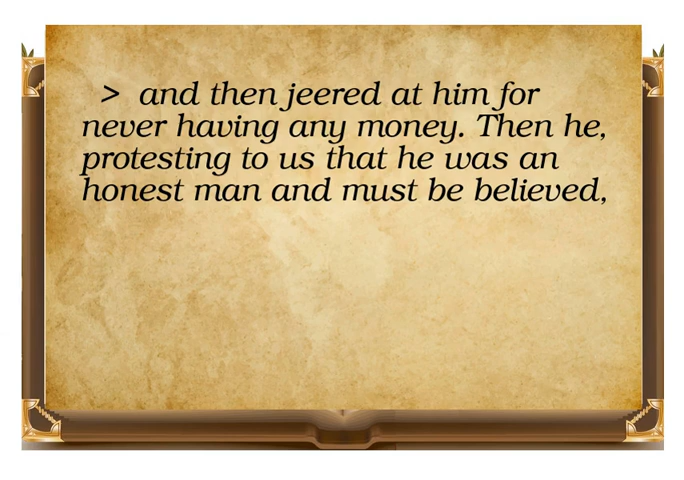 > and then jeered at him for
never having any money. Then he,
protesting to us that he was an
honest man and must be believed,